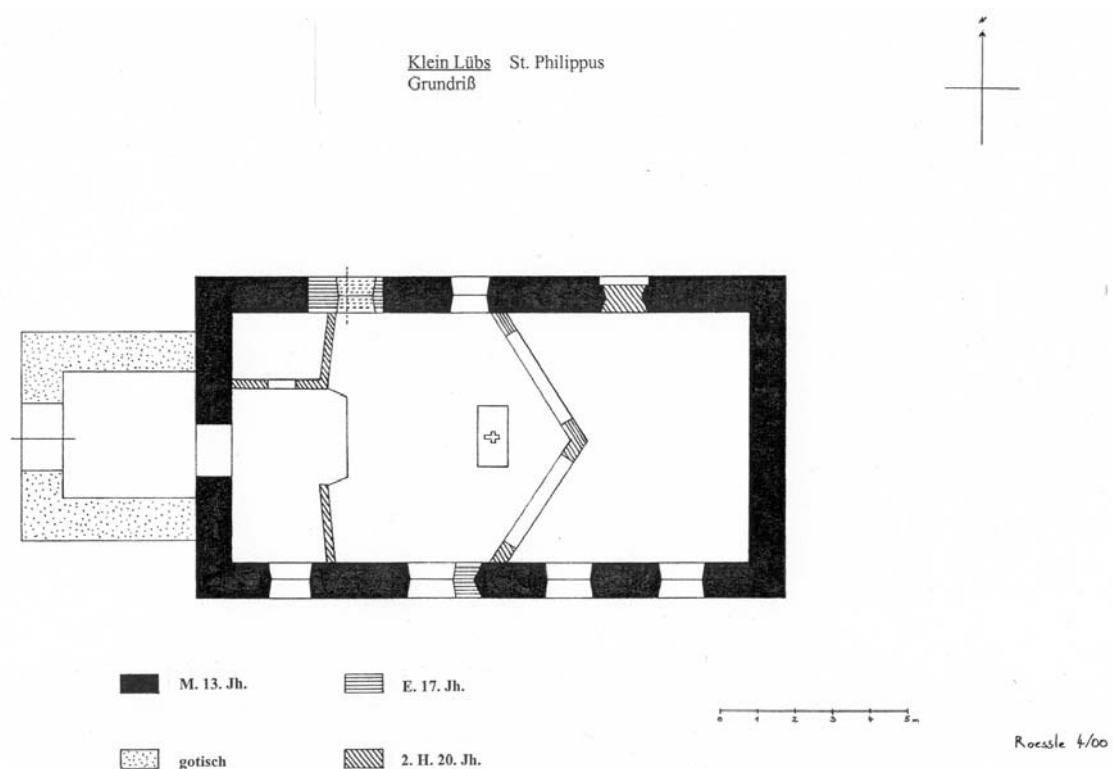 Klein Lübs St. Philippus
Grundriß
N
M. 13. Jh.
E. 17. Jh.
gotisch
2. H. 20. Jh.
0 1 2 3 4 5 m
Roessle 4/00